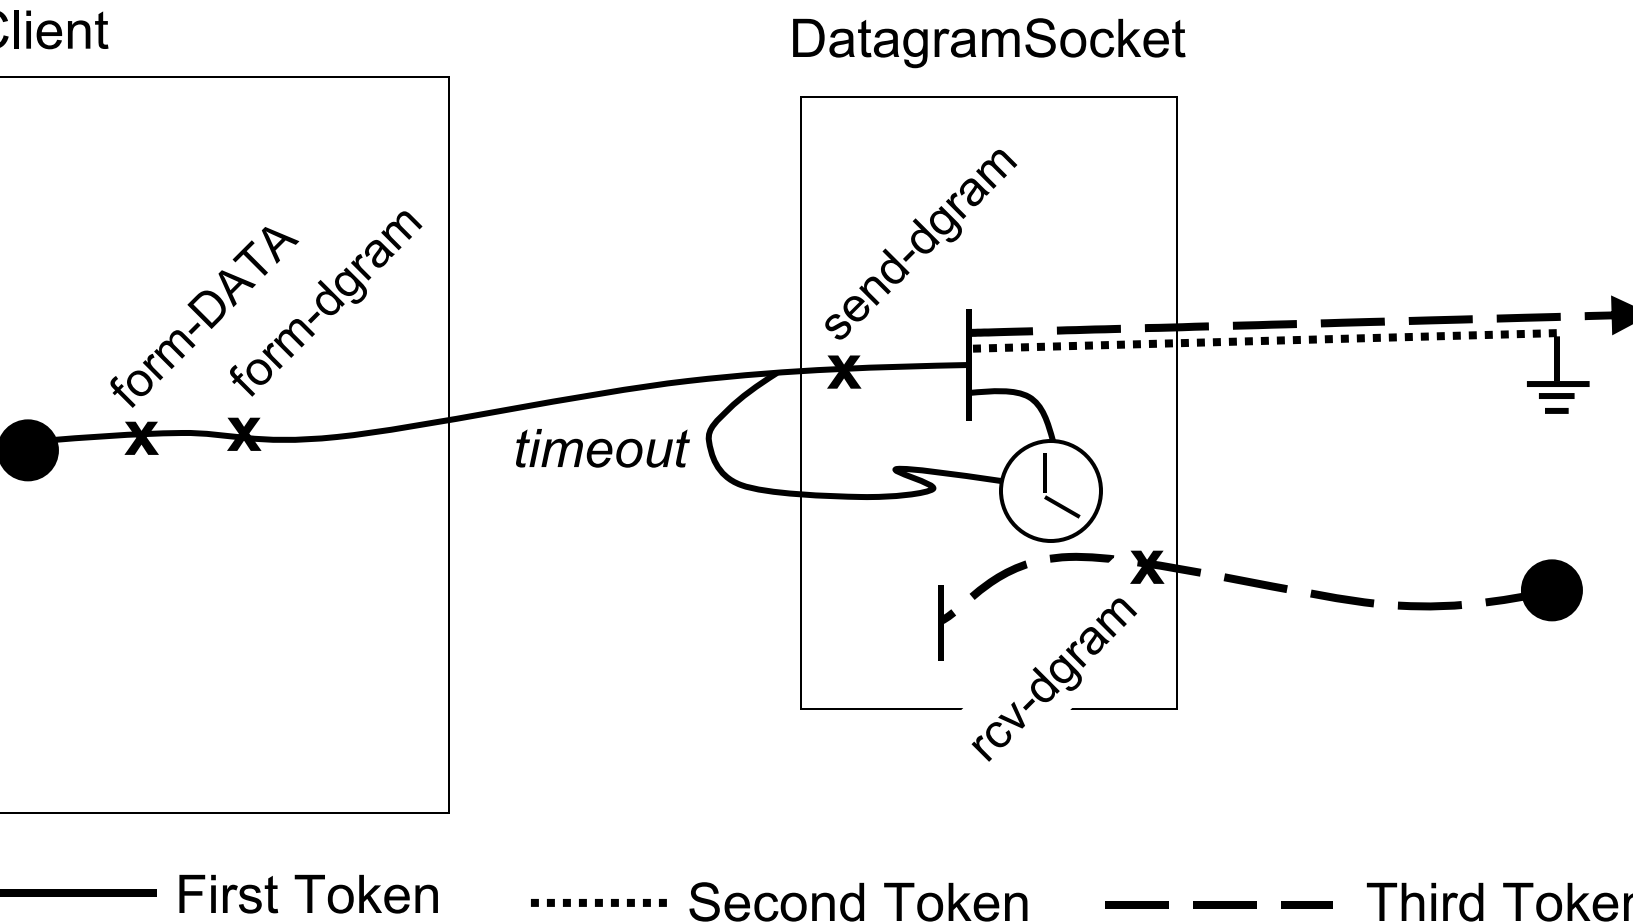 Client
DatagramSocket
form-DATA
form-dgram
send-dgram
timeout
rcv-dgram
First Token
Second Token
Third Token